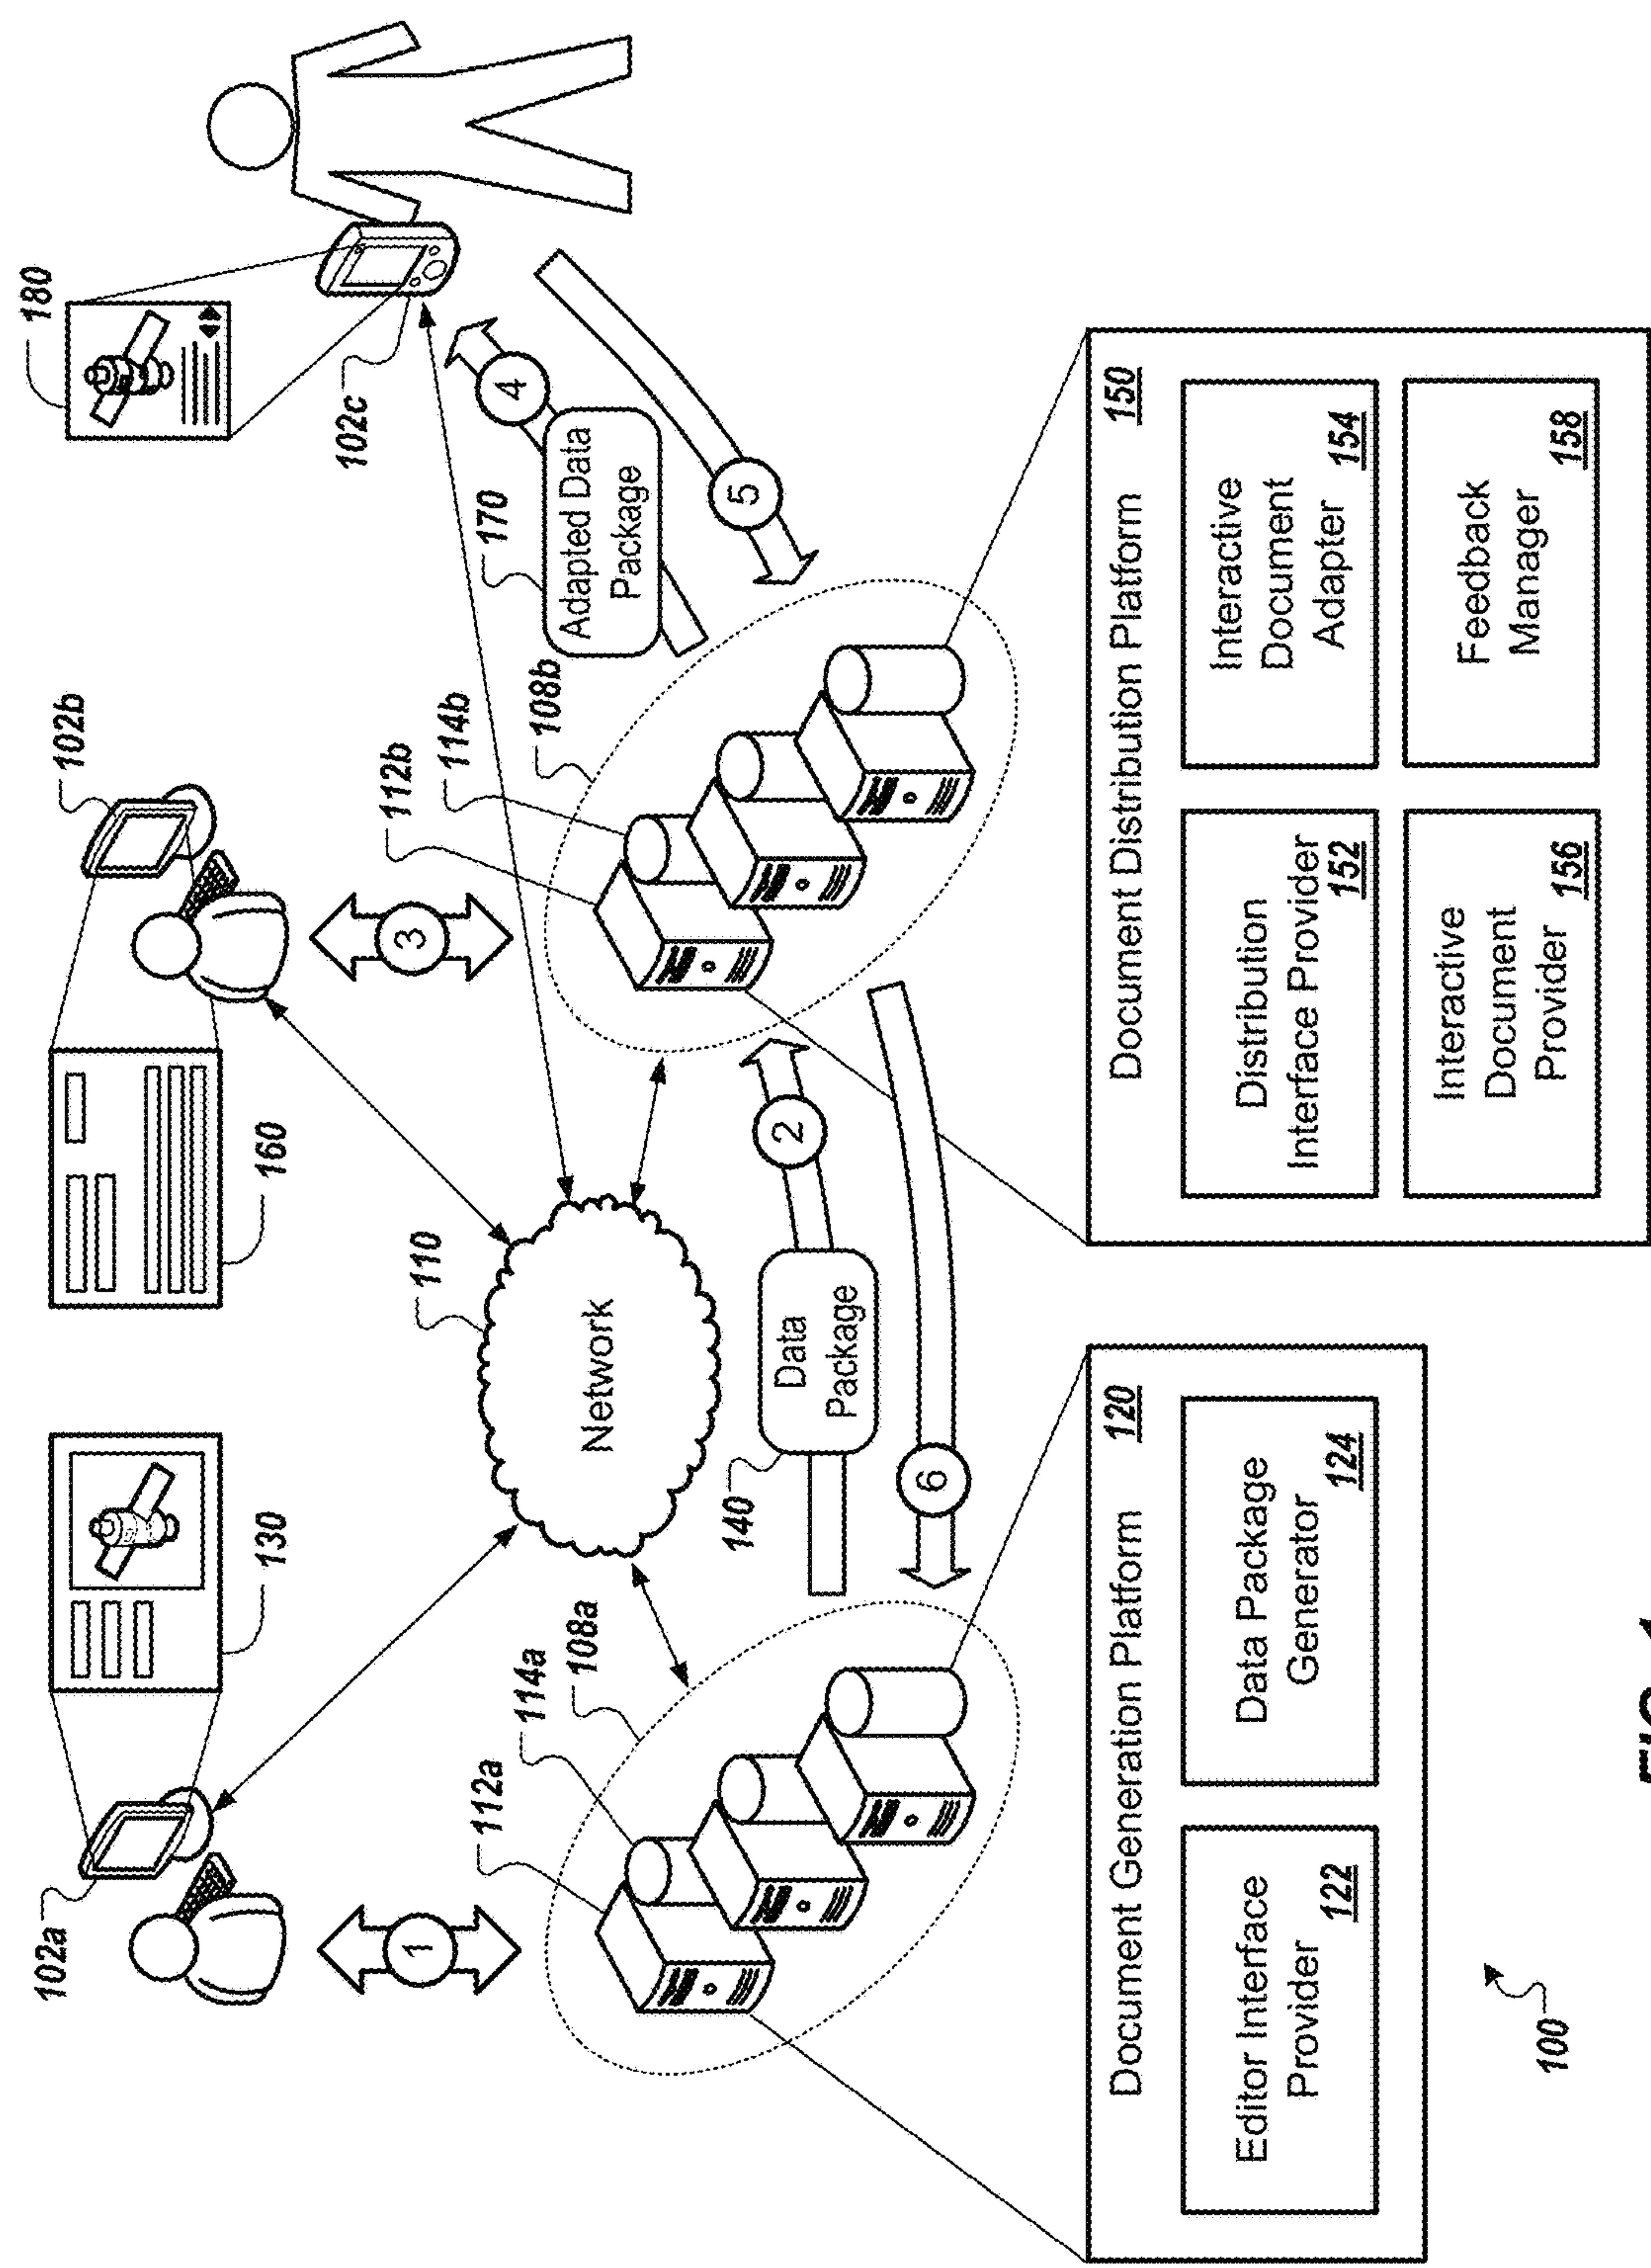 102a
130
160
102b
180
102c
1
3
4
5
170
Adapted Data
Package
110
Network
112a
114a
108a
112b
114b
108b
140
Data
Package
2
6
Document Generation Platform 120
Editor Interface
Provider
122
Data Package
Generator
124
Document Distribution Platform 150
Distribution
Interface Provider
152
Interactive
Document
Adapter
154
Interactive
Document
Provider
156
Feedback
Manager
158
100